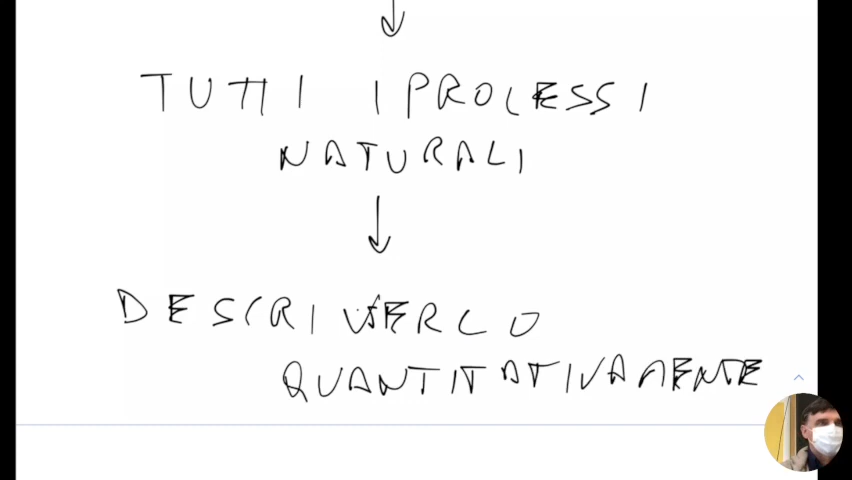 TUTTI I PROCESSI
NATURALI
DESCRIVERLO
QUANTITATIVAMENTE